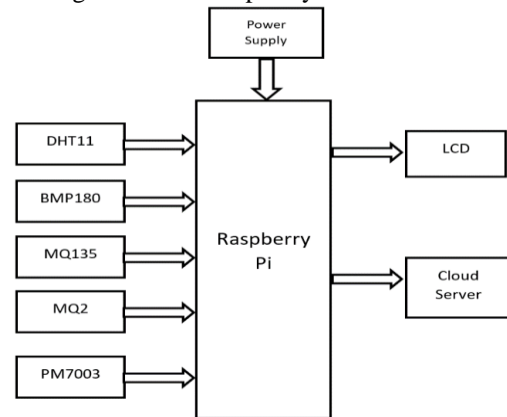 Power
Supply
DHT11
BMP180
MQ135
MQ2
PM7003
Raspberry
Pi
LCD
Cloud
Server